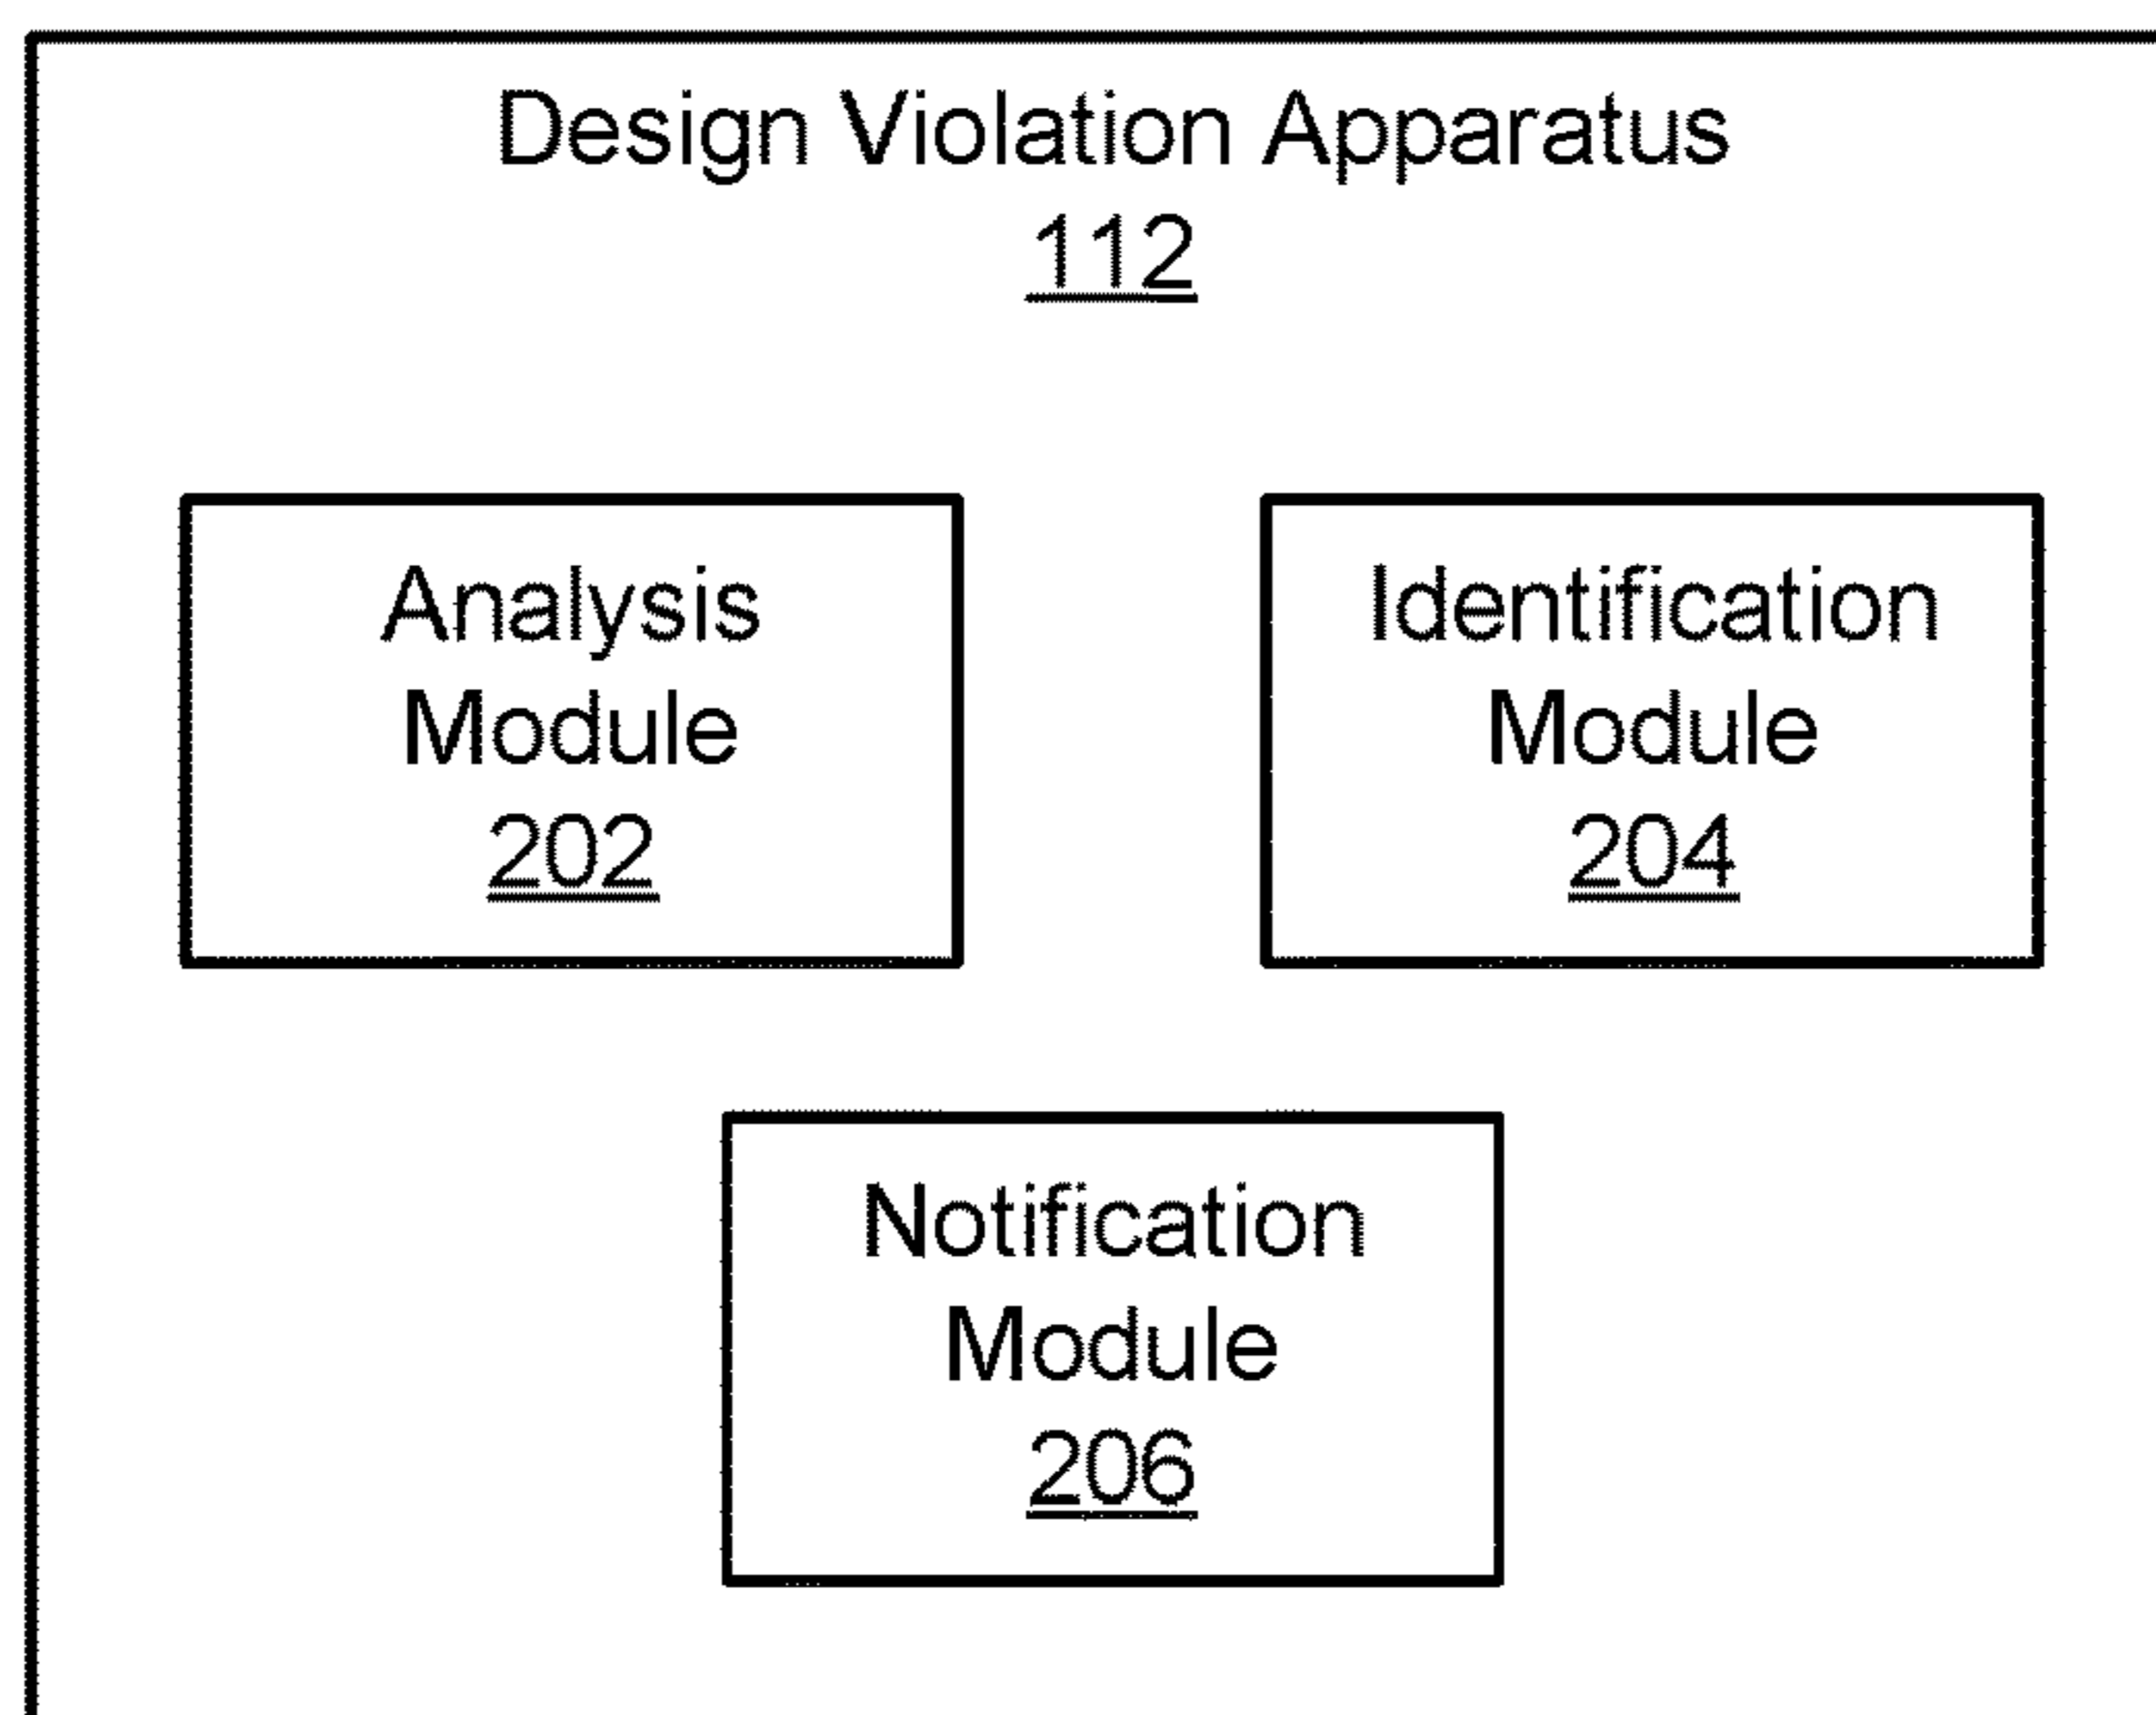 Design Violation Apparatus
112
Analysis
Module
202
Identification
Module
204
Notification
Module
206